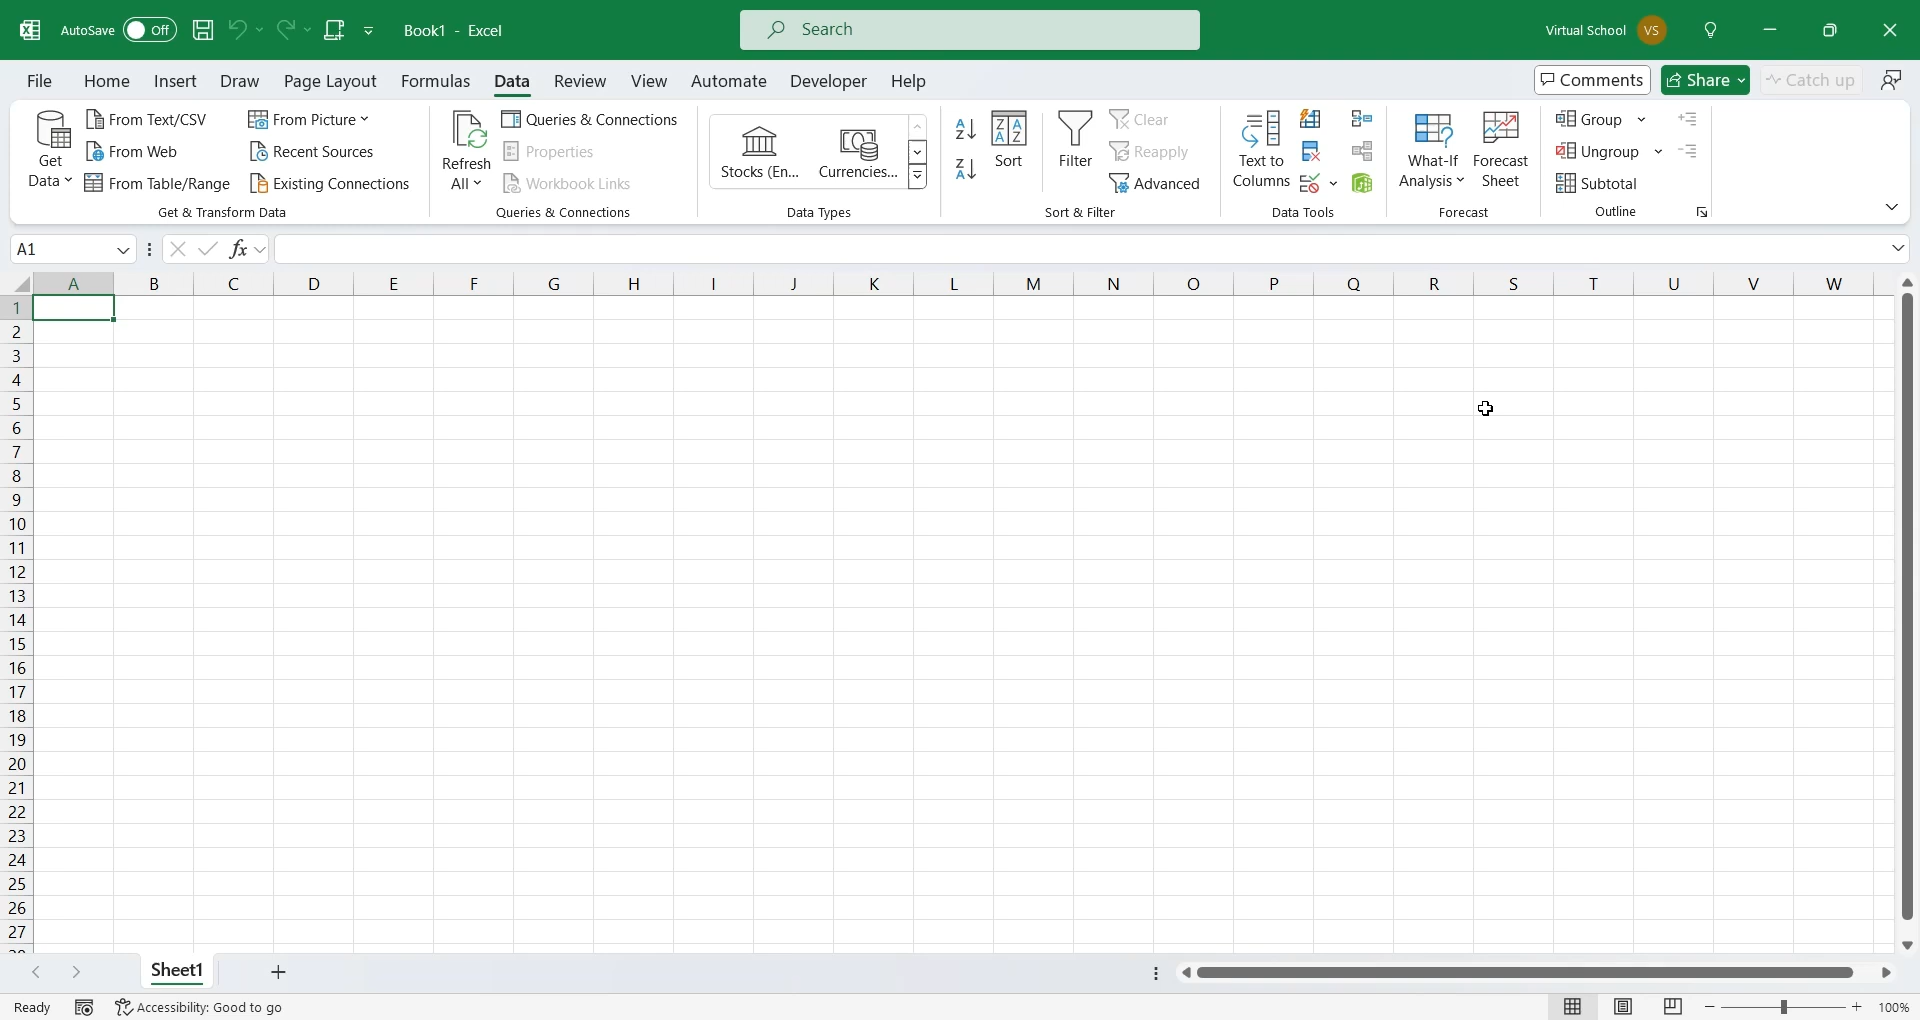 AutoSave Off Book1 - Excel Search Virtual School VS
File Home Insert Draw Page Layout Formulas Data Review View Automate Developer Help Comments Share Catch up
Get Data
From Text/CSV
From Web
From Table/Range
From Picture
Recent Sources
Existing Connections
Get & Transform Data
Refresh All
Queries & Connections
Properties
Workbook Links
Queries & Connections
Stocks (En...
Currencies...
Data Types
Sort
Filter
Clear
Reapply
Advanced
Sort & Filter
Text to
Columns
Data Tools
What-If
Analysis
Forecast
Sheet
Forecast
Group
Ungroup
Subtotal
Outline
A1 fx
A B C D E F G H I J K L M N O P Q R S T U V W
1
2
3
4
5
6
7
8
9
10
11
12
13
14
15
16
17
18
19
20
21
22
23
24
25
26
27
Sheet1
Ready Accessibility: Good to go 100%